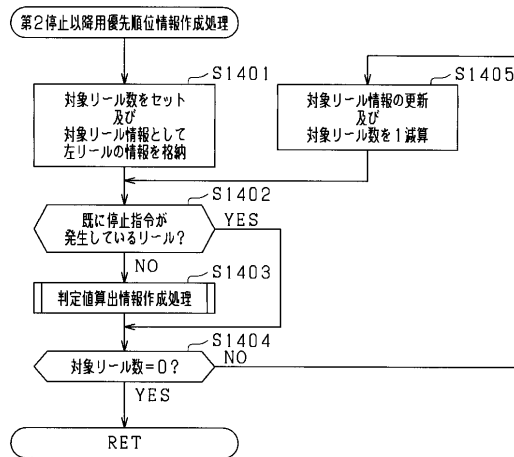 第2停止以降用優先順位情報作成処理
S1401
対象リール数をセット
及び
対象リール情報として
左リールの情報を格納
S1405
対象リール情報の更新
及び
対象リール数を1減算
S1402
既に停止指令が
発生しているリール?
YES
NO
S1403
判定値算出情報作成処理
S1404
対象リール数=0?
NO
YES
RET